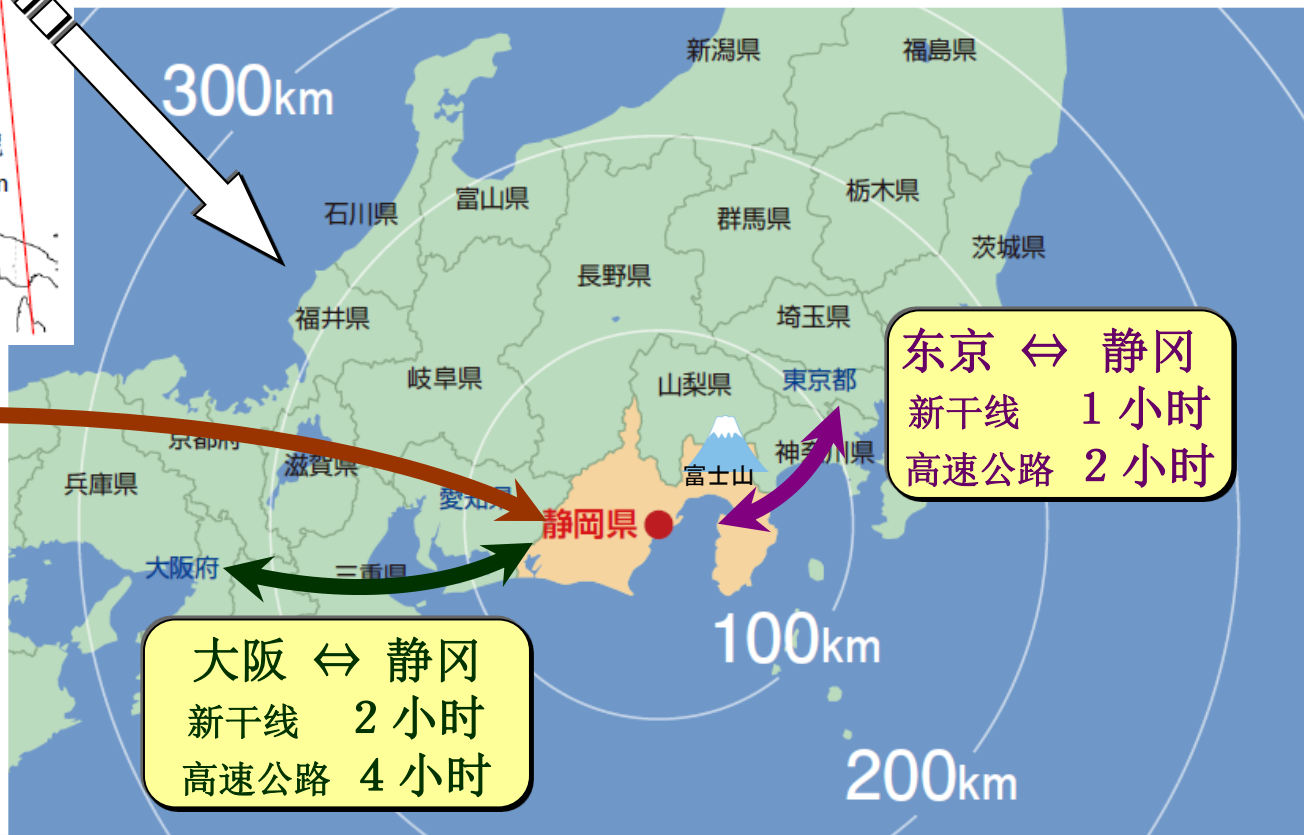 新潟県
福島県
300km
栃木県
富山県
石川県
群馬県
茨城県
長野県
埼玉県
福井県
东京 ⇔ 静冈
新干线 1 小时
高速公路 2 小时
岐阜県
山梨県
東京都
京都府
滋賀県
神奈川県
富士山
兵庫県
愛知県
静岡県
大阪府
三重県
100km
大阪 ⇔ 静冈
新干线 2 小时
高速公路 4 小时
200km